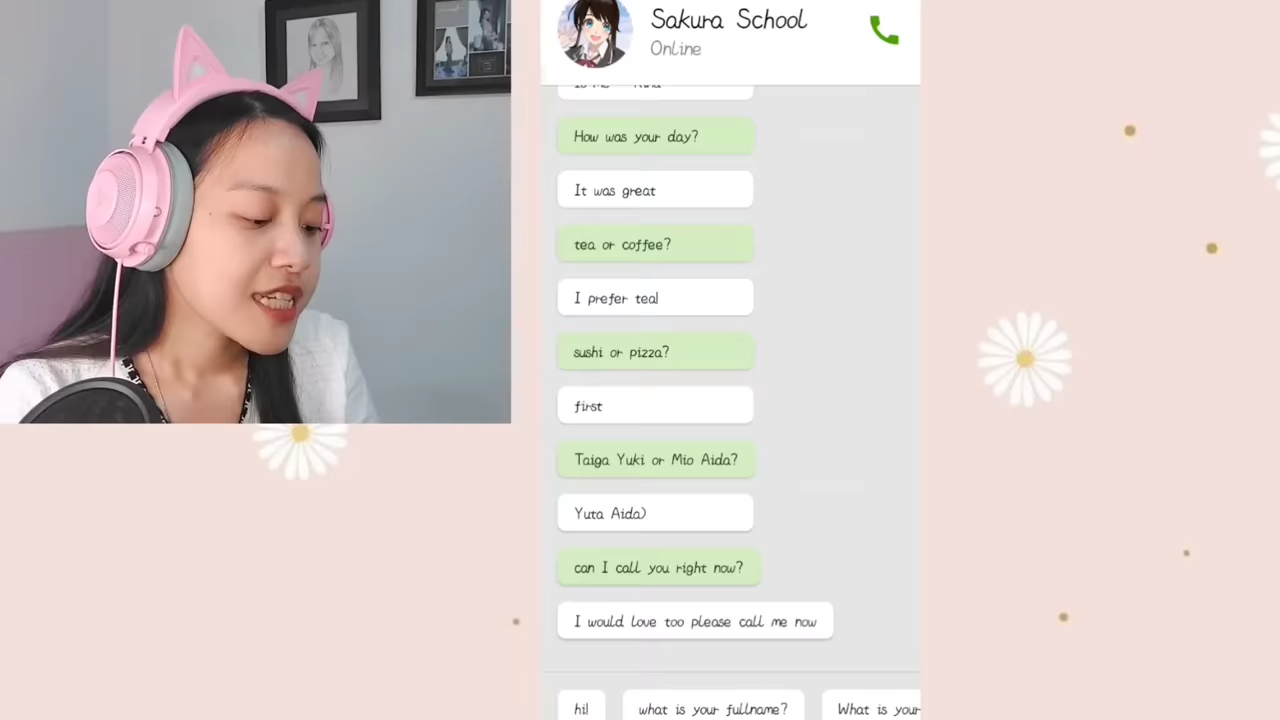 Sakura School
Online
How was your day?
It was great
tea or coffee?
I prefer tea!
sushi or pizza?
first
Taiga Yuki or Mio Aida?
Yuta Aida)
can I call you right now?
I would love too please call me now
hi!
what is your fullname?
What is your